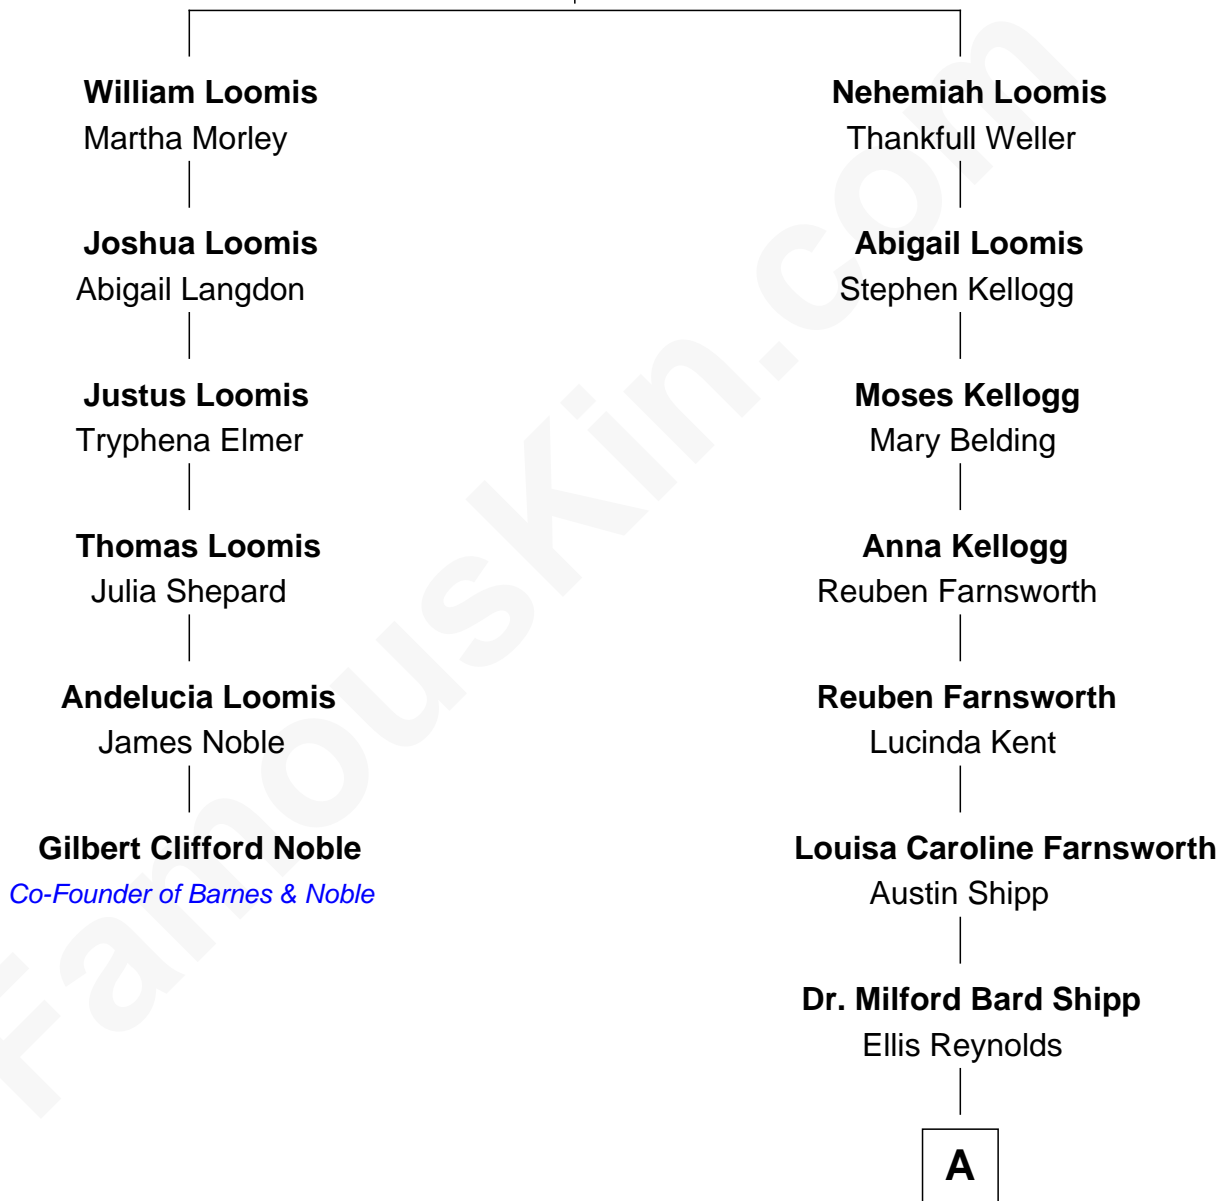 William Loomis
Martha Morley
Joshua Loomis
Abigail Langdon
Justus Loomis
Tryphena Elmer
Thomas Loomis
Julia Shepard
Andelucia Loomis
James Noble
Gilbert Clifford Noble
Co-Founder of Barnes & Noble
Nehemiah Loomis
Thankfull Weller
Abigail Loomis
Stephen Kellogg
Moses Kellogg
Mary Belding
Anna Kellogg
Reuben Farnsworth
Reuben Farnsworth
Lucinda Kent
Louisa Caroline Farnsworth
Austin Shipp
Dr. Milford Bard Shipp
Ellis Reynolds
A
FamousKin.com